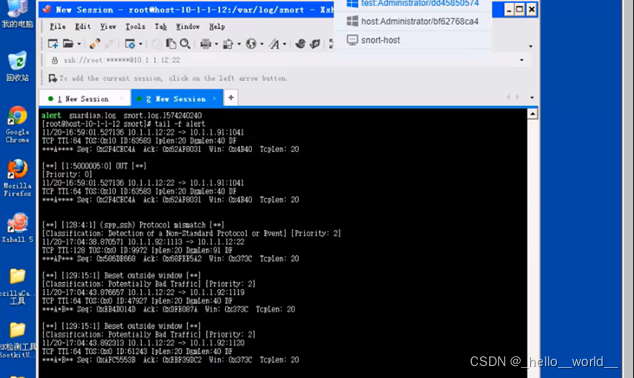 我的电脑
回收站
Google
Chrome
Mozilla
Firefox
Xshell 5
工具
New Session - root@host-10-1-1-12:/var/log/snort - Xsh
test:Administrator/dd45850574
host:Administrator/bf62768ca4
snort-host
File Edit View Tools Tab Window Help
ssh://root:******@10.1.1.12:22
To add the current session, click on the left arrow button.
1 New Session
2 New Session
+
alert guardian.log snort.log.1574240240
[root@host-10-1-1-12 snort]# tail -f alert
11/20-16:59:01.527136 10.1.1.12:22 -> 10.1.1.91:1041
TCP TTL:64 TOS:0x10 ID:63583 IpLen:20 DgmLen:40 DF
***A**** Seq: 0x2F4CEC4A Ack: 0x62AF8031 Win: 0x4B40 TcpLen: 20
[**] [1:5000005:0] OUT [**]
[Priority: 0]
11/20-16:59:01.527136 10.1.1.12:22 -> 10.1.1.91:1041
TCP TTL:64 TOS:0x10 ID:63583 IpLen:20 DgmLen:40 DF
***A**** Seq: 0x2F4CEC4A Ack: 0x62AF8031 Win: 0x4B40 TcpLen: 20
[**] [128:4:1] (spp_ssh) Protocol mismatch [**]
[Classification: Detection of a Non-Standard Protocol or Event] [Priority: 2]
11/20-17:04:38.870571 10.1.1.92:1113 -> 10.1.1.12:22
TCP TTL:128 TOS:0x0 ID:9972 IpLen:20 DgmLen:91 DF
***AP*** Seq: 0x586DB668 Ack: 0x68FEE5A2 Win: 0x373C TcpLen: 20
[**] [129:15:1] Reset outside window [**]
[Classification: Potentially Bad Traffic] [Priority: 2]
11/20-17:04:43.876657 10.1.1.12:22 -> 10.1.1.92:1119
TCP TTL:64 TOS:0x0 ID:47927 IpLen:20 DgmLen:40 DF
***A*R** Seq: 0xEB4D014D Ack: 0xDFE087A Win: 0x373C TcpLen: 20
[**] [129:15:1] Reset outside window [**]
[Classification: Potentially Bad Traffic] [Priority: 2]
11/20-17:04:43.892313 10.1.1.12:22 -> 10.1.1.92:1120
TCP TTL:64 TOS:0x0 ID:61243 IpLen:20 DgmLen:40 DF
***A*R** Seq: 0xAFC5553B Ack: 0xEBF39DC2 Win: 0x373C TcpLen: 20
CSDN @_hello__world__